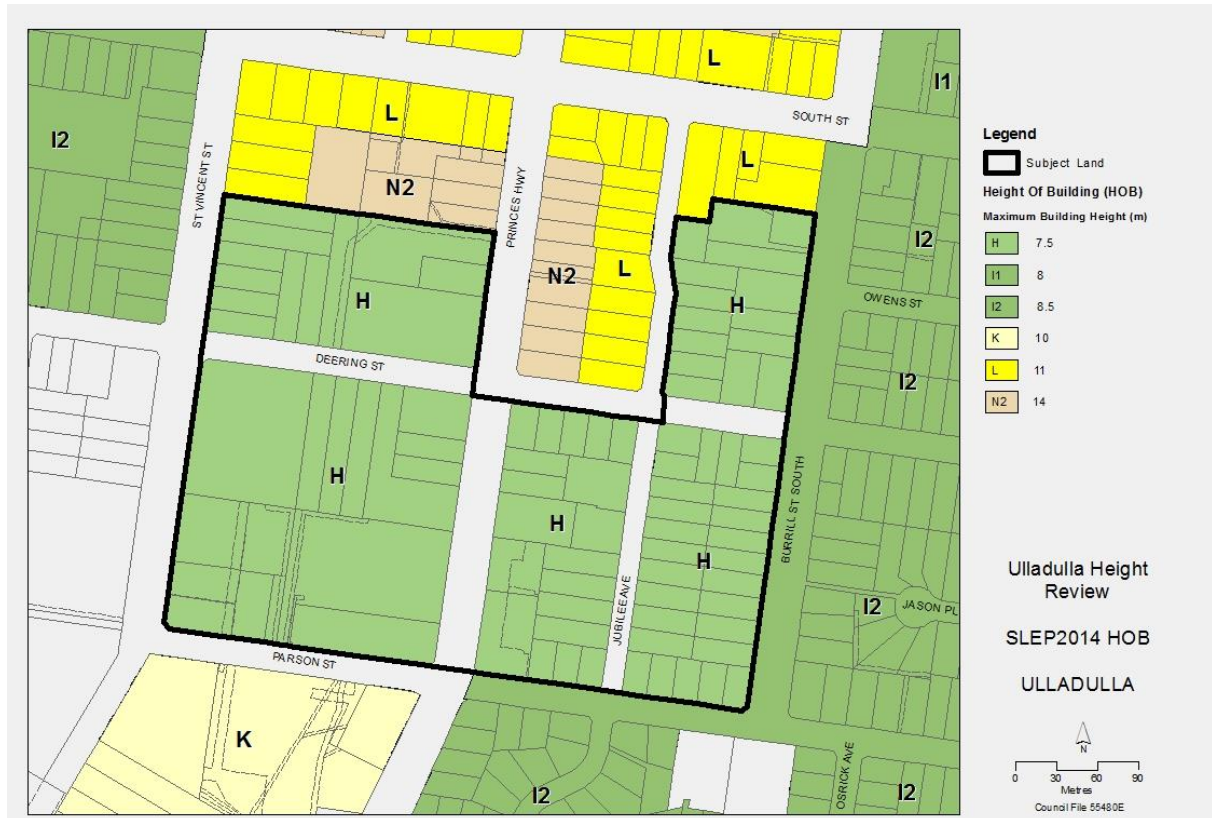 L
I1
SOUTH ST
I2
L
ST VINCENT ST
L
N2
PRINCES HWY
I2
N2
L
H
H
OWENS ST
DEERING ST
I2
H
H
H
BURRILL ST SOUTH
JUBILEE AVE
I2
JASON PL
PARSON ST
K
I2
OSRICK AVE
I2
Legend
Subject Land
Height Of Building (HOB)
Maximum Building Height (m)
H 7.5
I1 8
I2 8.5
K 10
L 11
N2 14
Ulladulla Height
Review
SLEP2014 HOB
ULLADULLA
N
0 30 60 90
Metres
Council File 55480E